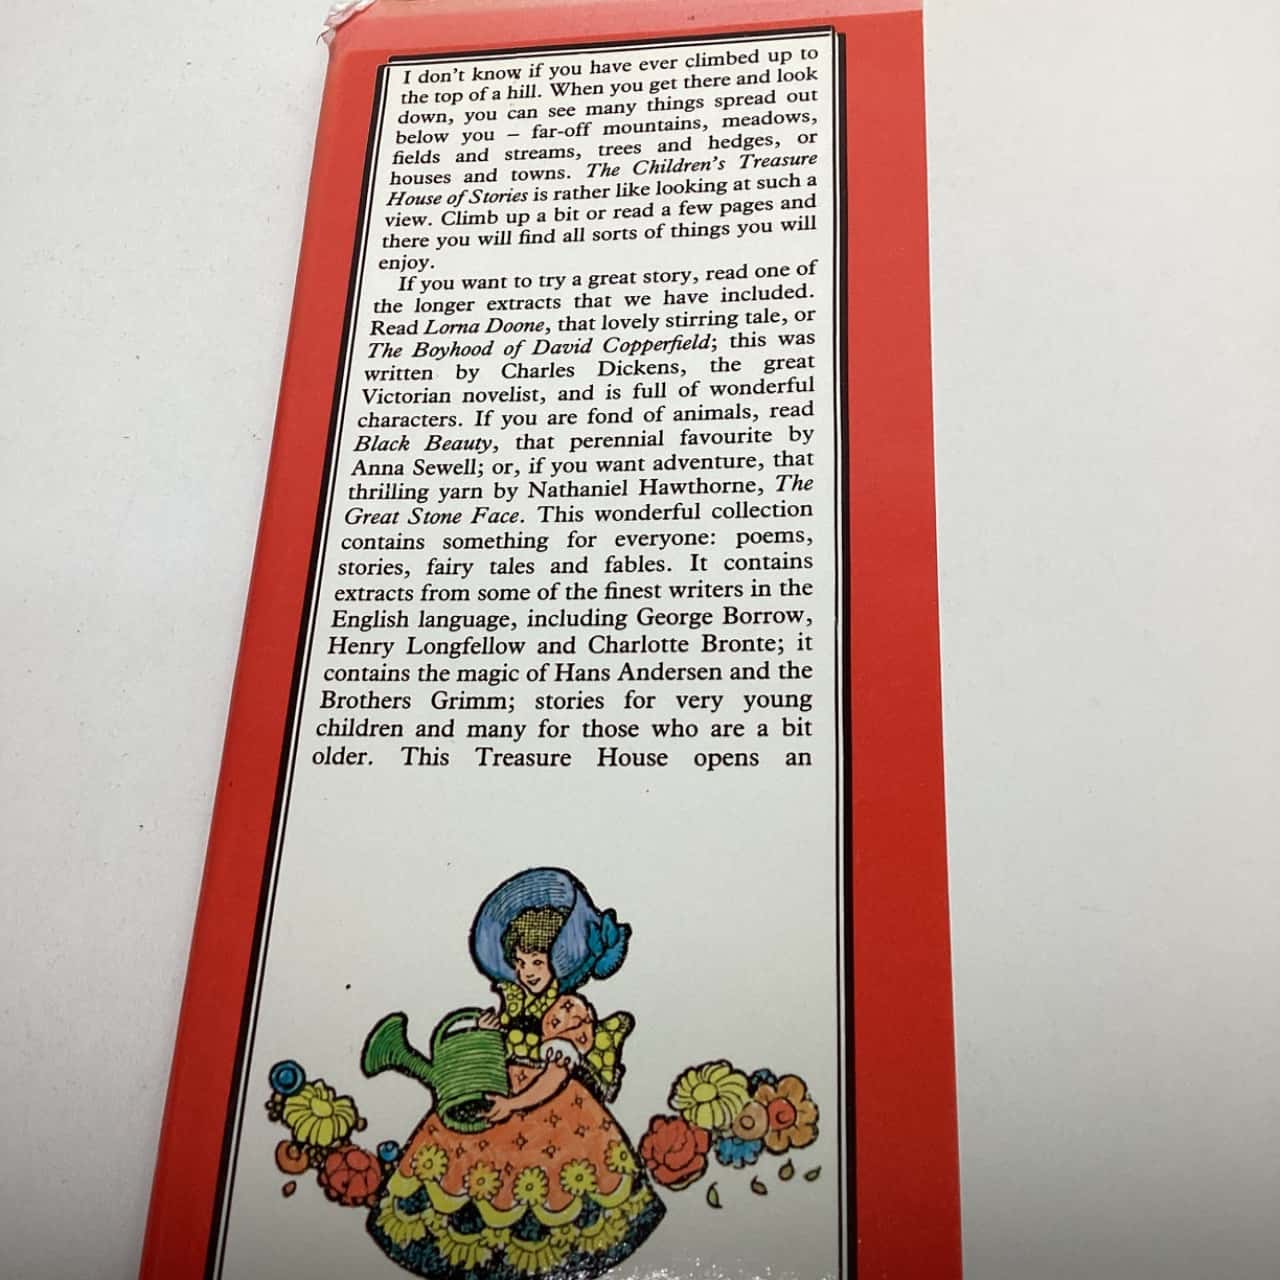 I don't know if you have ever climbed up to
the top of a hill. When you get there and look
down, you can see many things spread out
below you – far-off mountains, meadows,
fields and streams, trees and hedges, or
houses and towns. The Children's Treasure
House of Stories is rather like looking at such a
view. Climb up a bit or read a few pages and
there you will find all sorts of things you will
enjoy.
If you want to try a great story, read one of
the longer extracts that we have included.
Read Lorna Doone, that lovely stirring tale, or
The Boyhood of David Copperfield; this was
written by Charles Dickens, the great
Victorian novelist, and is full of wonderful
characters. If you are fond of animals, read
Black Beauty, that perennial favourite by
Anna Sewell; or, if you want adventure, that
thrilling yarn by Nathaniel Hawthorne, The
Great Stone Face. This wonderful collection
contains something for everyone: poems,
stories, fairy tales and fables. It contains
extracts from some of the finest writers in the
English language, including George Borrow,
Henry Longfellow and Charlotte Bronte; it
contains the magic of Hans Andersen and the
Brothers Grimm; stories for very young
children and many for those who are a bit
older. This Treasure House opens an